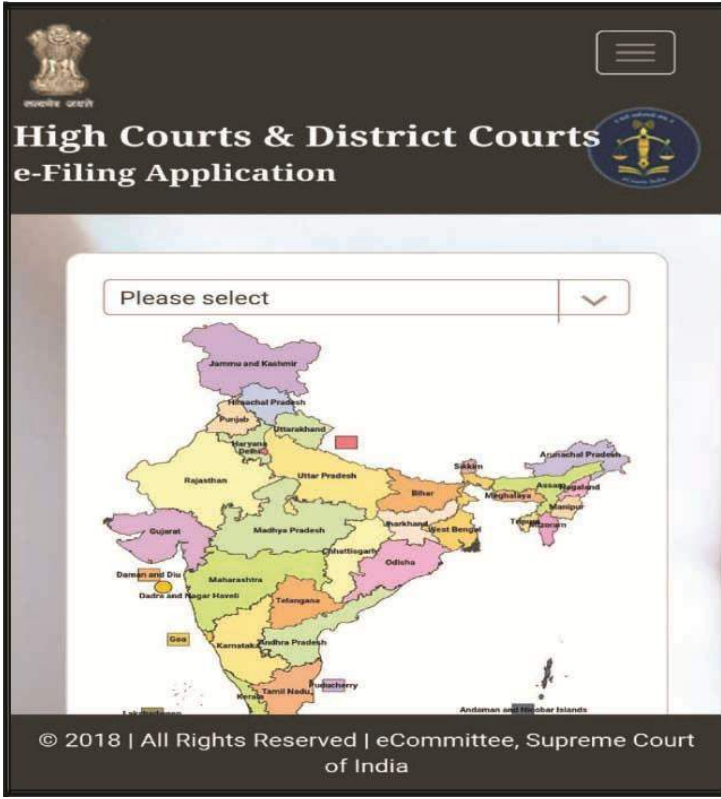 सत्यमेव जयते
High Courts & District Courts
e-Filing Application
Please select
Jammu and Kashmir
Himachal Pradesh
Punjab
Uttarakhand
Haryana
Delhi
Arunachal Pradesh
Sikkim
Rajasthan
Uttar Pradesh
Assam
Nagaland
Bihar
Meghalaya
Manipur
Jharkhand
West Bengal
Tripura
Mizoram
Gujarat
Madhya Pradesh
Chhattisgarh
Odisha
Daman and Diu
Maharashtra
Dadra and Nagar Haveli
Telangana
Goa
Karnataka
Andhra Pradesh
Puducherry
Tamil Nadu
Kerala
Lakshadweep
Andaman and Nicobar Islands
© 2018 | All Rights Reserved | eCommittee, Supreme Court
of India